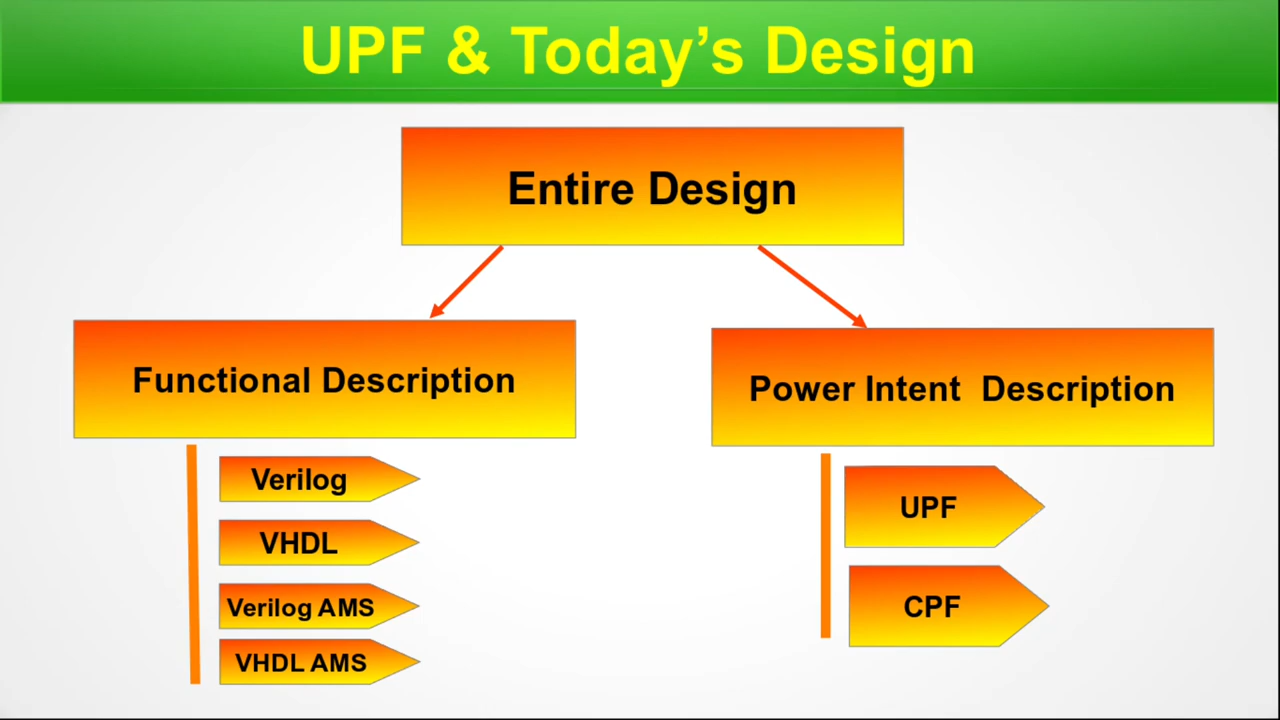 UPF & Today’s Design
Entire Design
Functional Description
Verilog
VHDL
Verilog AMS
VHDL AMS
Power Intent Description
UPF
CPF